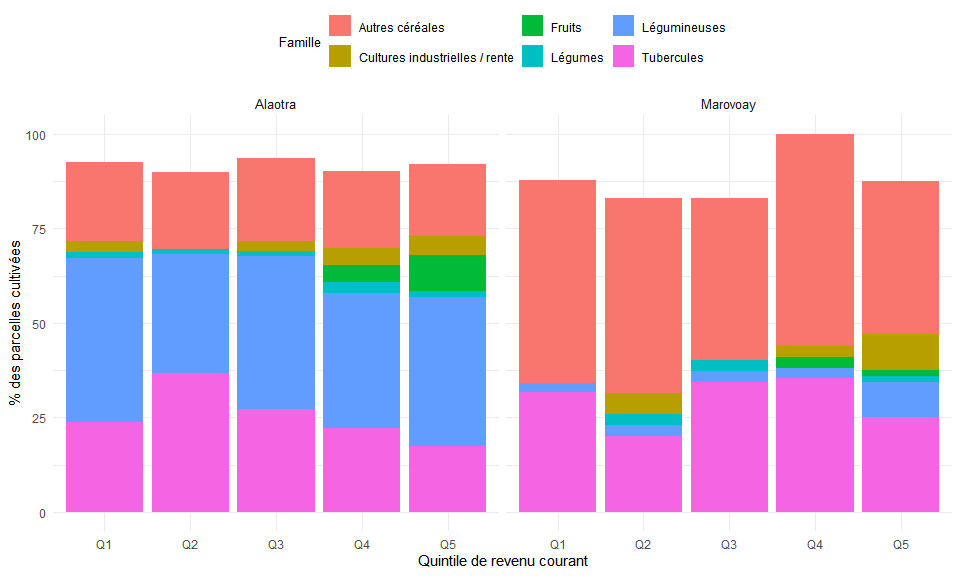 Famille
Autres céréales
Cultures industrielles / rente
Fruits
Légumes
Légumineuses
Tubercules
Alaotra
Marovoay
% des parcelles cultivées
100
75
50
25
0
Q1 Q2 Q3 Q4 Q5
Q1 Q2 Q3 Q4 Q5
Quintile de revenu courant